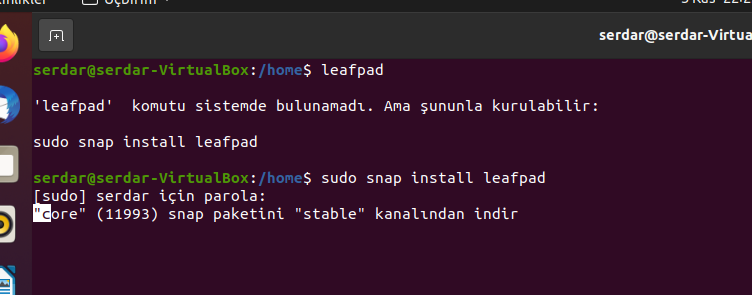 Uçbirim
serdar@serdar-Virtua
serdar@serdar-VirtualBox:/home$ leafpad
'leafpad'  komutu sistemde bulunamadı. Ama şununla kurulabilir:
sudo snap install leafpad
serdar@serdar-VirtualBox:/home$ sudo snap install leafpad
[sudo] serdar için parola:
"core" (11993) snap paketini "stable" kanalından indir